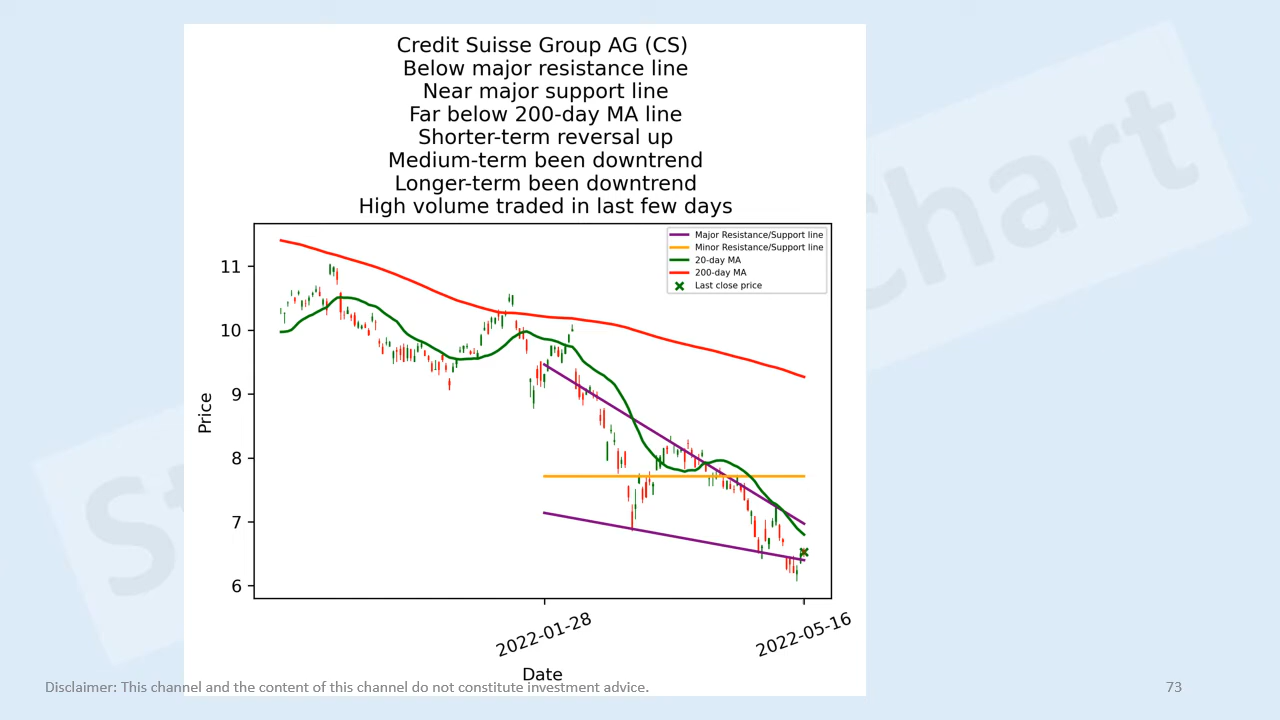 Credit Suisse Group AG (CS)
Below major resistance line
Near major support line
Far below 200-day MA line
Shorter-term reversal up
Medium-term been downtrend
Longer-term been downtrend
High volume traded in last few days
Major Resistance/Support line
Minor Resistance/Support line
20-day MA
200-day MA
Last close price
11
10
9
8
7
6
Price
2022-01-28
2022-05-16
Date
Disclaimer: This channel and the content of this channel do not constitute investment advice.
73
St
chart